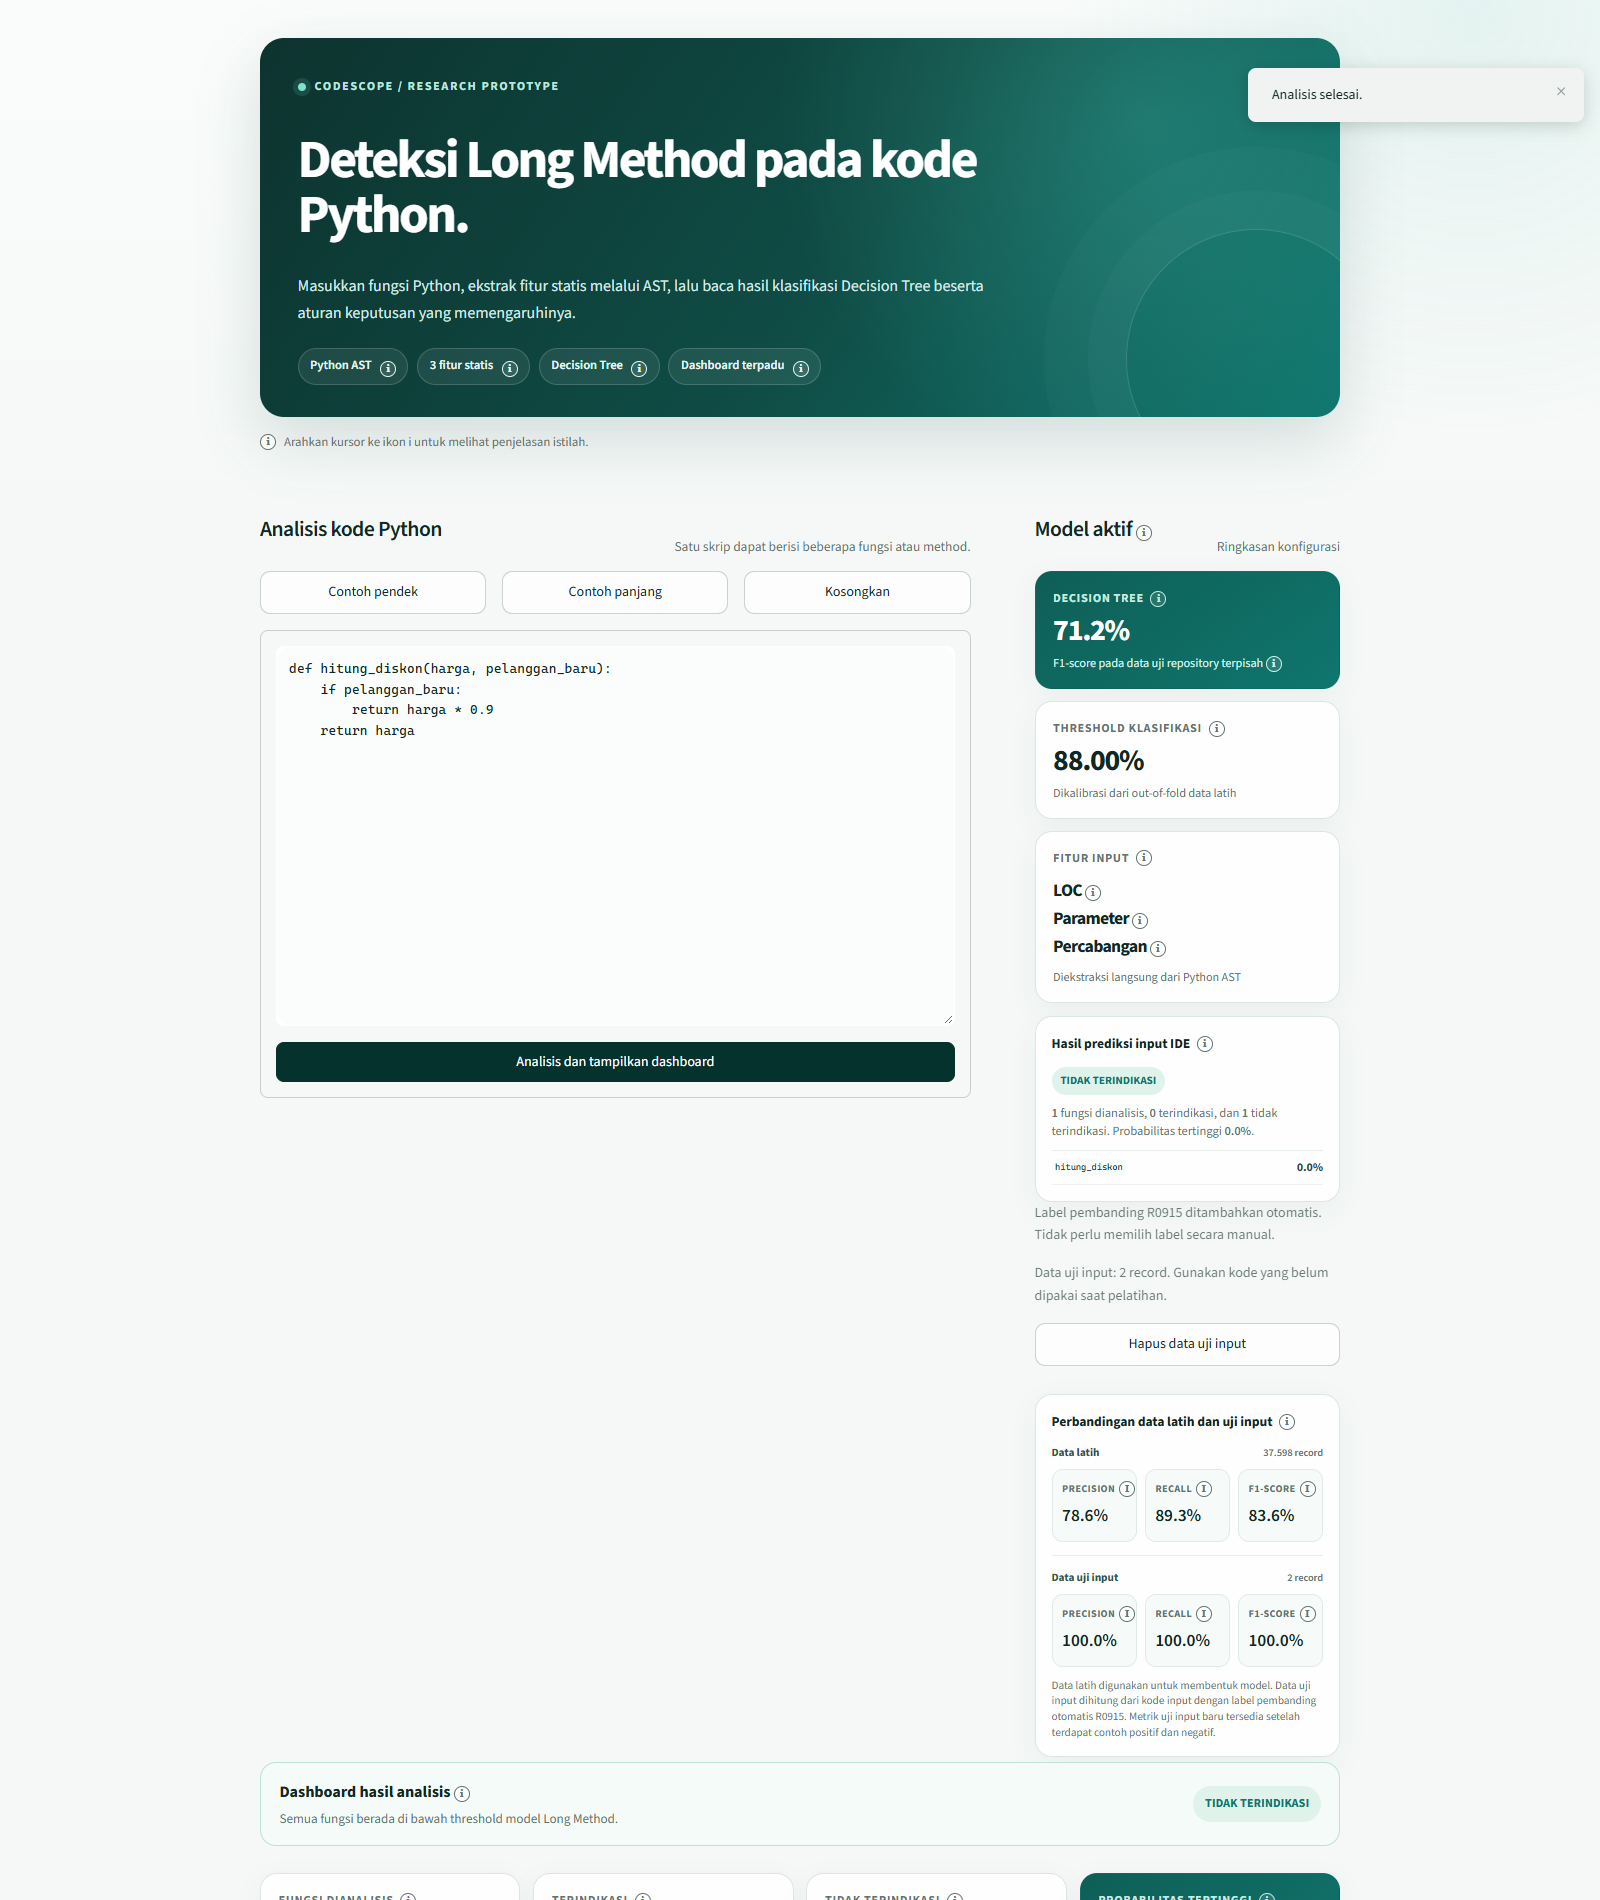 CODESCOPE / RESEARCH PROTOTYPE
Analisis selesai.
Deteksi Long Method pada kode
Python.
Masukkan fungsi Python, ekstrak fitur statis melalui AST, lalu baca hasil klasifikasi Decision Tree beserta
aturan keputusan yang memengaruhinya.
Python AST
3 fitur statis
Decision Tree
Dashboard terpadu
Arahkan kursor ke ikon i untuk melihat penjelasan istilah.
Analisis kode Python
Satu skrip dapat berisi beberapa fungsi atau method.
Contoh pendek
Contoh panjang
Kosongkan
def hitung_diskon(harga, pelanggan_baru):
    if pelanggan_baru:
        return harga * 0.9
    return harga
Analisis dan tampilkan dashboard
Model aktif
Ringkasan konfigurasi
DECISION TREE
71.2%
F1-score pada data uji repository terpisah
THRESHOLD KLASIFIKASI
88.00%
Dikalibrasi dari out-of-fold data latih
FITUR INPUT
LOC
Parameter
Percabangan
Diekstraksi langsung dari Python AST
Hasil prediksi input IDE
TIDAK TERINDIKASI
1 fungsi dianalisis, 0 terindikasi, dan 1 tidak
terindikasi. Probabilitas tertinggi 0.0%.
hitung_diskon 0.0%
Label pembanding R0915 ditambahkan otomatis.
Tidak perlu memilih label secara manual.
Data uji input: 2 record. Gunakan kode yang belum
dipakai saat pelatihan.
Hapus data uji input
Perbandingan data latih dan uji input
Data latih 37.598 record
PRECISION RECALL F1-SCORE
78.6% 89.3% 83.6%
Data uji input 2 record
PRECISION RECALL F1-SCORE
100.0% 100.0% 100.0%
Data latih digunakan untuk membentuk model. Data uji
input dihitung dari kode input dengan label pembanding
otomatis R0915. Metrik uji input baru tersedia setelah
terdapat contoh positif dan negatif.
Dashboard hasil analisis
Semua fungsi berada di bawah threshold model Long Method.
TIDAK TERINDIKASI
FUNGSI DIANALISIS
TERINDIKASI
TIDAK TERINDIKASI
PROBABILITAS TERTINGGI